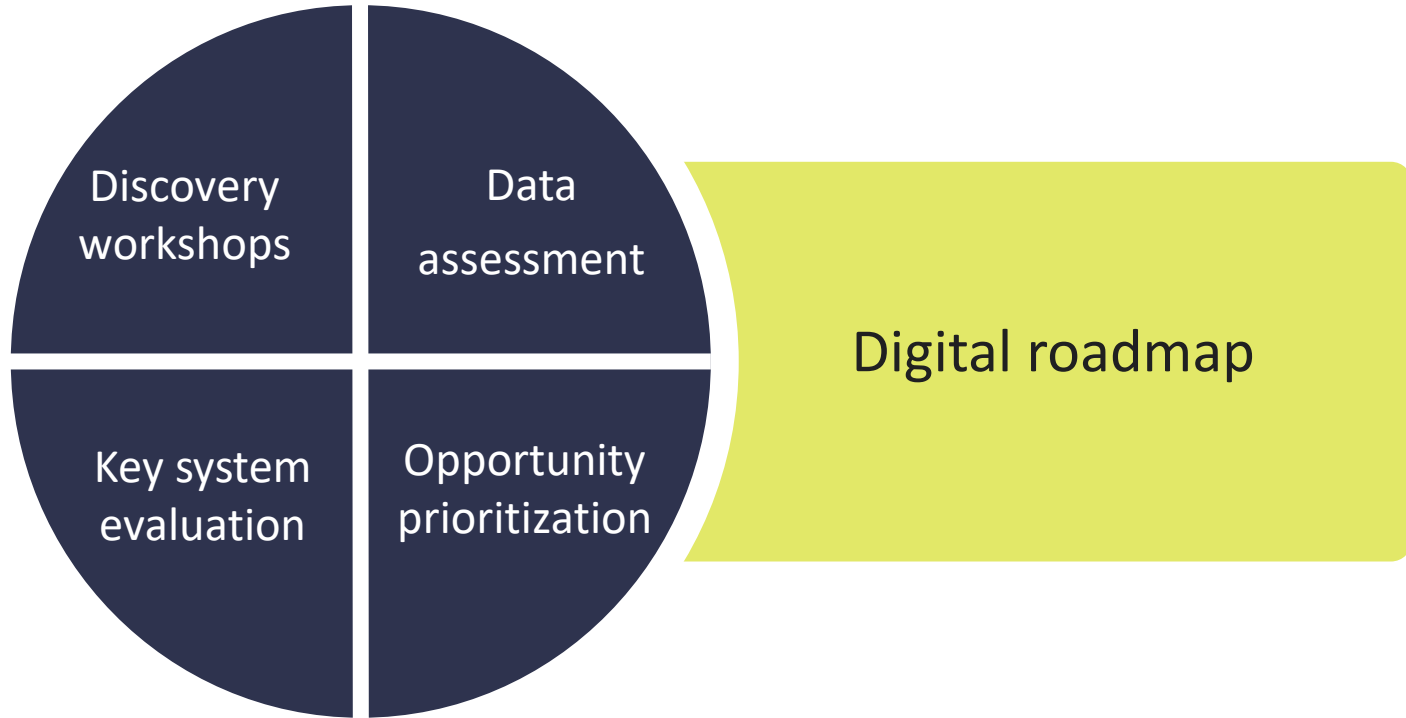 Discovery
workshops
Data
assessment
Key system
evaluation
Opportunity
prioritization
Digital roadmap